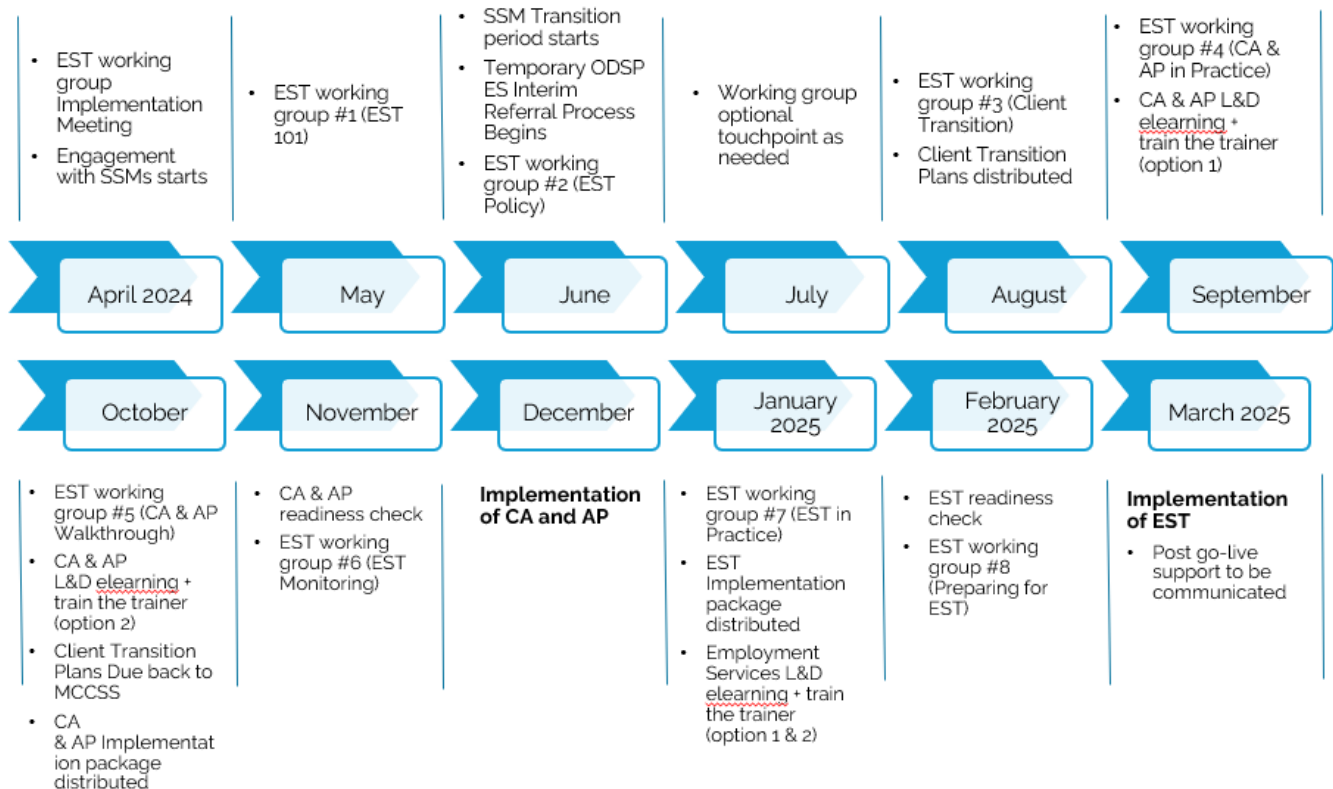 • EST working
group
Implementation
Meeting
• Engagement
with SSMs starts
• EST working
group #1 (EST
101)
• SSM Transition
period starts
• Temporary ODSP
ES Interim
Referral Process
Begins
• EST working
group #2 (EST
Policy)
• Working group
optional
touchpoint as
needed
• EST working
group #3 (Client
Transition)
• Client Transition
Plans distributed
• EST working
group #4 (CA &
AP in Practice)
• CA & AP L&D
elearning +
train the trainer
(option 1)
April 2024
May
June
July
August
September
October
November
December
January
2025
February
2025
March 2025
• EST working
group #5 (CA & AP
Walkthrough)
• CA & AP
L&D elearning +
train the trainer
(option 2)
• Client Transition
Plans Due back to
MCCSS
• CA
& AP Implementat
ion package
distributed
• CA & AP
readiness check
• EST working
group #6 (EST
Monitoring)
Implementation
of CA and AP
• EST working
group #7 (EST in
Practice)
• EST
Implementation
package
distributed
• Employment
Services L&D
elearning + train
the trainer
(option 1 & 2)
• EST readiness
check
• EST working
group #8
(Preparing for
EST)
Implementation
of EST
• Post go-live
support to be
communicated